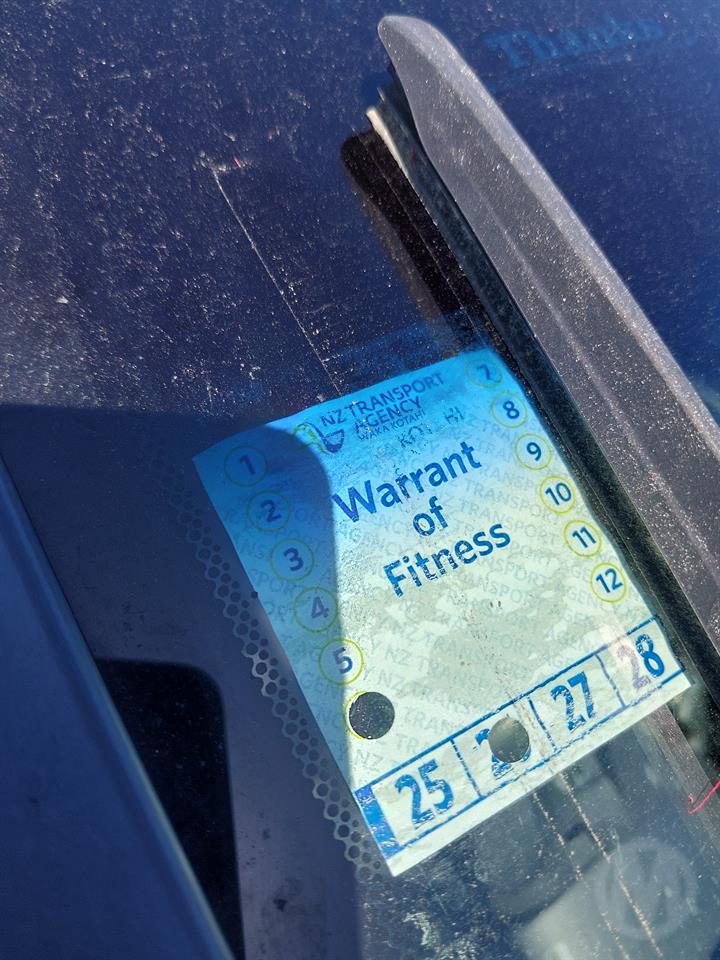 Thanks
NZ TRANSPORT
AGENCY
WAKA KOTAHI
Warrant
of
Fitness
1
2
3
4
5
7
8
9
10
11
12
25
27
28